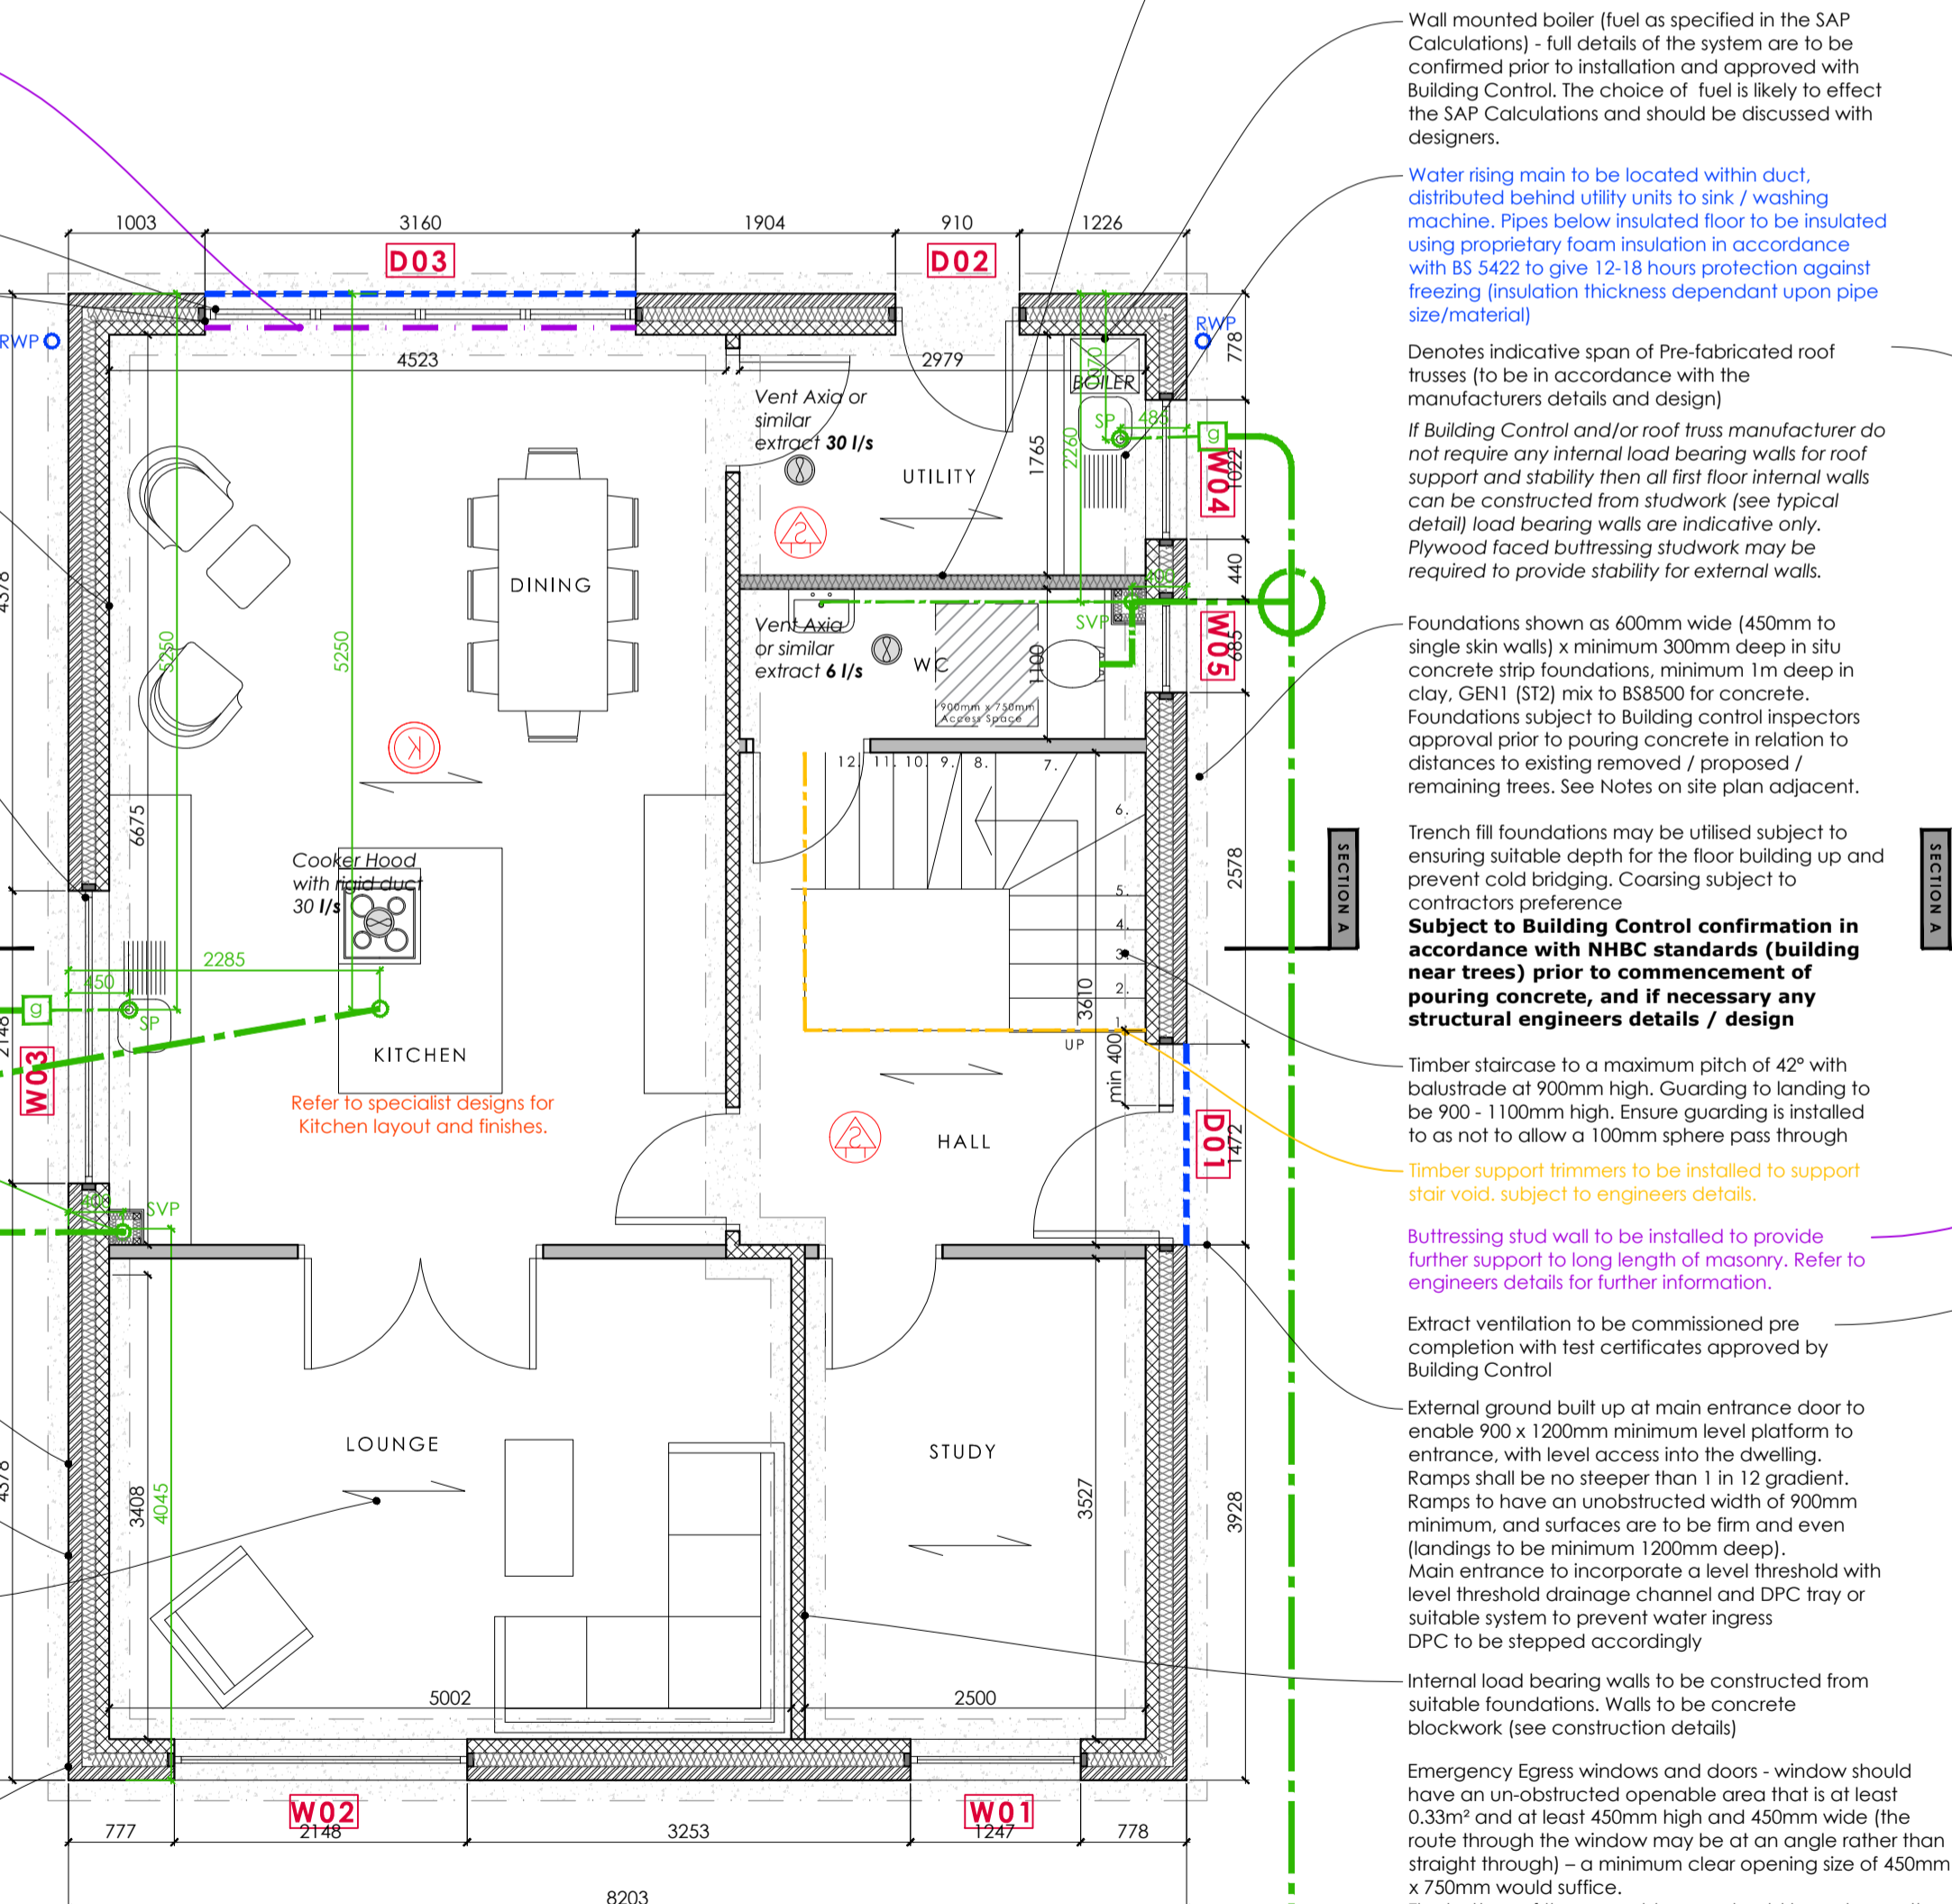 Wall mounted boiler (fuel as specified in the SAP
Calculations) - full details of the system are to be
confirmed prior to installation and approved with
Building Control. The choice of  fuel is likely to effect
the SAP Calculations and should be discussed with
designers.
Water rising main to be located within duct,
distributed behind utility units to sink / washing
machine. Pipes below insulated floor to be insulated
using proprietary foam insulation in accordance
with BS 5422 to give 12-18 hours protection against
freezing (insulation thickness dependant upon pipe
size/material)
Denotes indicative span of Pre-fabricated roof
trusses (to be in accordance with the
manufacturers details and design)
If Building Control and/or roof truss manufacturer do
not require any internal load bearing walls for roof
support and stability then all first floor internal walls
can be constructed from studwork (see typical
detail) load bearing walls are indicative only.
Plywood faced buttressing studwork may be
required to provide stability for external walls.
Foundations shown as 600mm wide (450mm to
single skin walls) x minimum 300mm deep in situ
concrete strip foundations, minimum 1m deep in
clay, GEN1 (ST2) mix to BS8500 for concrete.
Foundations subject to Building control inspectors
approval prior to pouring concrete in relation to
distances to existing removed / proposed /
remaining trees. See Notes on site plan adjacent.
Trench fill foundations may be utilised subject to
ensuring suitable depth for the floor building up and
prevent cold bridging. Coarsing subject to
contractors preference
Subject to Building Control confirmation in
accordance with NHBC standards (building
near trees) prior to commencement of
pouring concrete, and if necessary any
structural engineers details / design
Timber staircase to a maximum pitch of 42° with
balustrade at 900mm high. Guarding to landing to
be 900 - 1100mm high. Ensure guarding is installed
to as not to allow a 100mm sphere pass through
Timber support trimmers to be installed to support
stair void. subject to engineers details.
Buttressing stud wall to be installed to provide
further support to long length of masonry. Refer to
engineers details for further information.
Extract ventilation to be commissioned pre
completion with test certificates approved by
Building Control
External ground built up at main entrance door to
enable 900 x 1200mm minimum level platform to
entrance, with level access into the dwelling.
Ramps shall be no steeper than 1 in 12 gradient.
Ramps to have an unobstructed width of 900mm
minimum, and surfaces are to be firm and even
(landings to be minimum 1200mm deep).
Main entrance to incorporate a level threshold with
level threshold drainage channel and DPC tray or
suitable system to prevent water ingress
DPC to be stepped accordingly
Internal load bearing walls to be constructed from
suitable foundations. Walls to be concrete
blockwork (see construction details)
Emergency Egress windows and doors - window should
have an un-obstructed openable area that is at least
0.33m² and at least 450mm high and 450mm wide (the
route through the window may be at an angle rather than
straight through) – a minimum clear opening size of 450mm
x 750mm would suffice.
1003
3160
1904
910
1226
D03
D02
RWP
RWP
4523
2979
778
BOILER
Vent Axia or
similar
extract 30 l/s
SP
485
g
W04
1022
1765
2260
UTILITY
S
440
DINING
4378
5250
5250
SVP
W05
685
Vent Axia
or similar
extract 6 l/s
WC
1100
900mm x 750mm
Access Space
K
12.
11.
10.
9.
8.
7.
6.
5.
4.
3.
2.
1.
UP
6675
2578
SECTION A
SECTION A
Cooker Hood
with rigid duct
30 l/s
2285
450
g
SP
2148
W03
3610
min 400
KITCHEN
Refer to specialist designs for
Kitchen layout and finishes.
S
HALL
D01
1472
SVP
LOUNGE
STUDY
4378
3408
4045
3527
3928
5002
2500
W02
W01
777
2148
3253
1247
778
8203